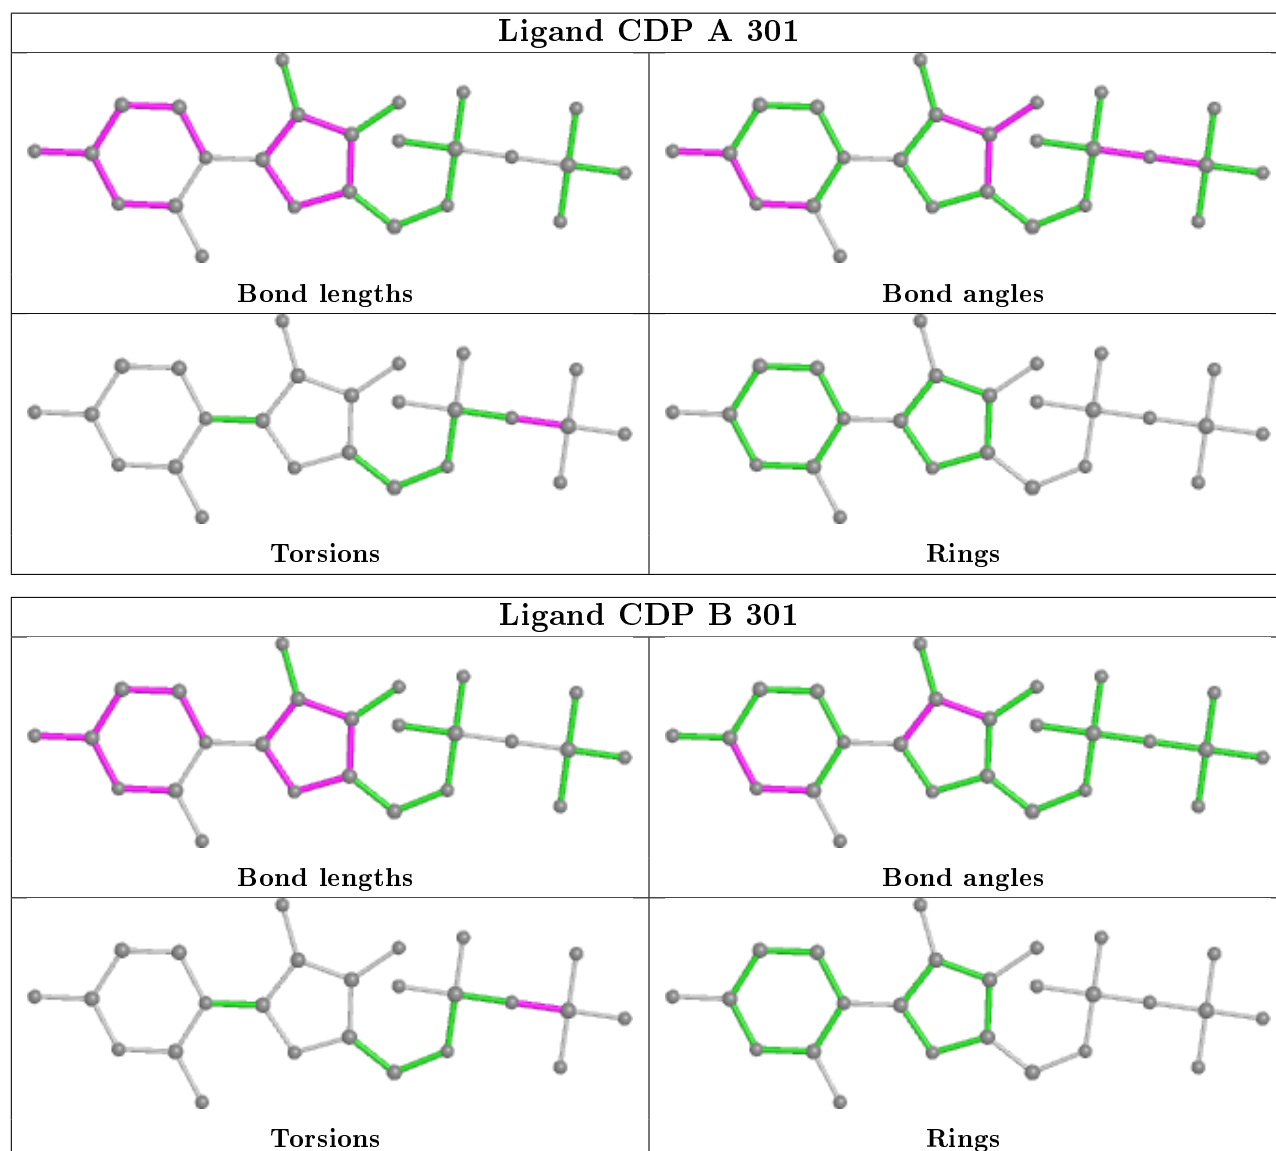 Ligand CDP A 301
Bond lengths
Bond angles
Torsions
Rings
Ligand CDP B 301
Bond lengths
Bond angles
Torsions
Rings